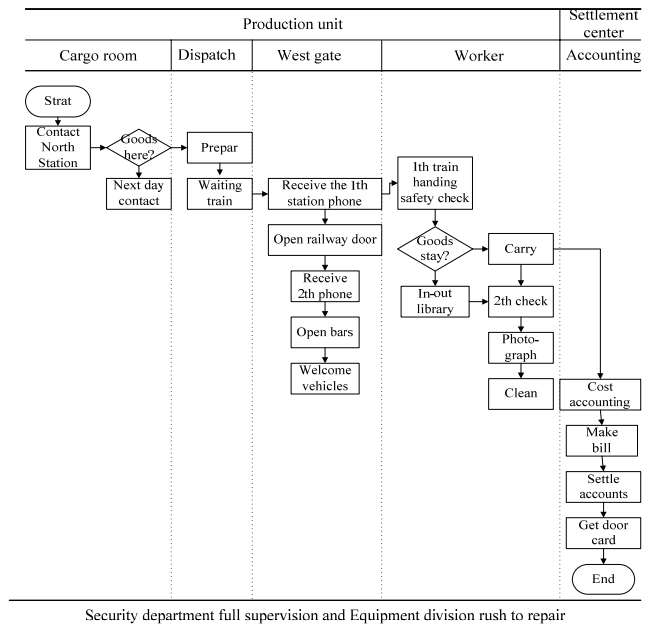 Production unit
Settlement
center
Cargo room
Dispatch
West gate
Worker
Accounting
Strat
Contact
North
Station
Goods
here?
Next day
contact
Prepar
Waiting
train
Receive the 1th
station phone
Open railway door
Receive
2th phone
Open bars
Welcome
vehicles
1th train
handing
safety check
Goods
stay?
In-out
library
Carry
2th check
Photo-
graph
Clean
Cost
accounting
Make
bill
Settle
accounts
Get door
card
End
Security department full supervision and Equipment division rush to repair